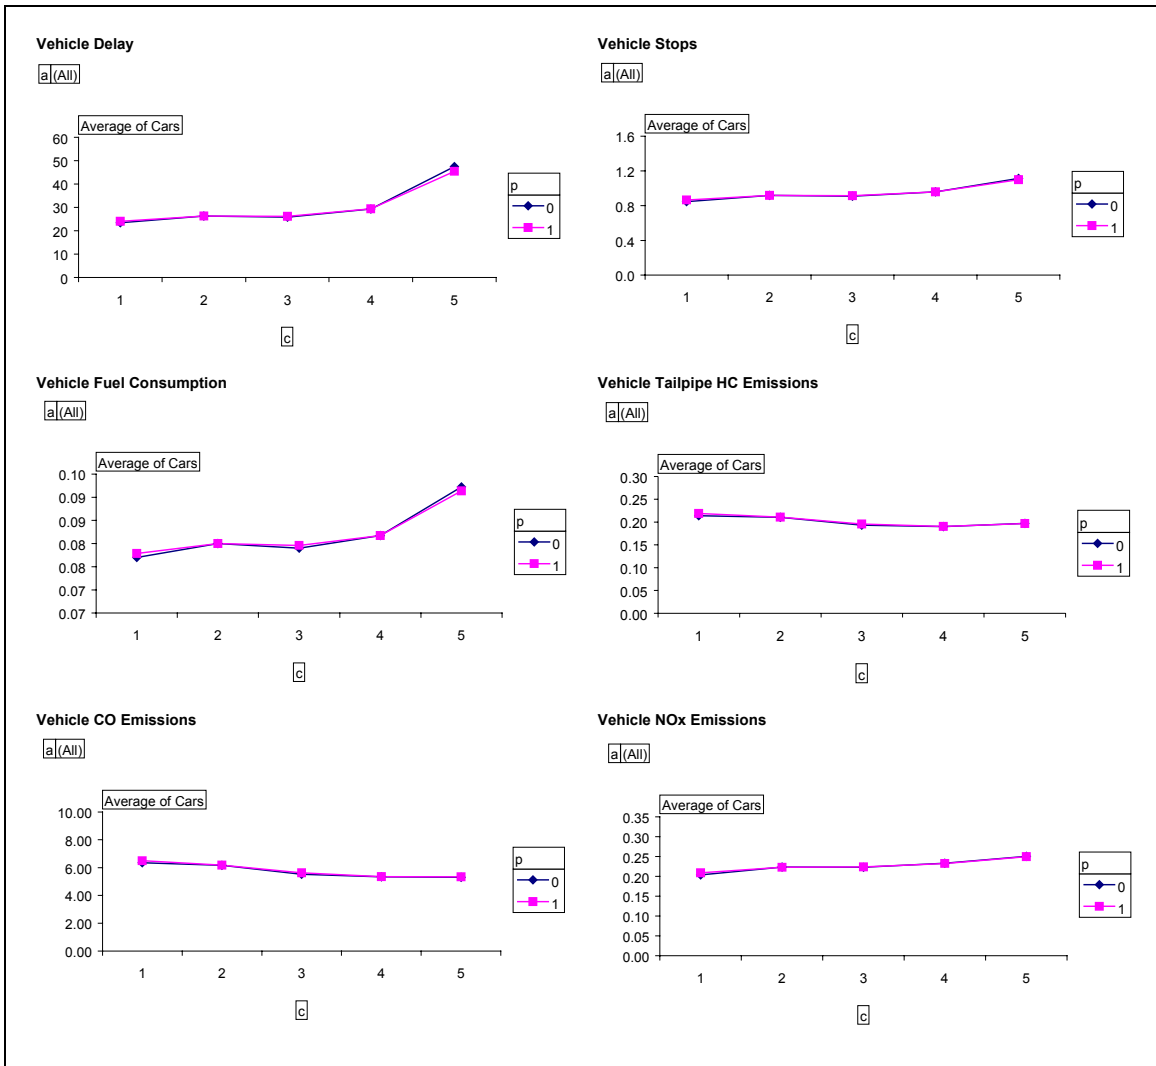 Vehicle Delay
a (All)
Average of Cars
60
50
40
30
20
10
0
1 2 3 4 5
c
p
0
1
Vehicle Stops
a (All)
Average of Cars
1.6
1.2
0.8
0.4
0.0
1 2 3 4 5
c
p
0
1
Vehicle Fuel Consumption
a (All)
Average of Cars
0.10
0.09
0.09
0.08
0.08
0.07
0.07
1 2 3 4 5
c
p
0
1
Vehicle Tailpipe HC Emissions
a (All)
Average of Cars
0.30
0.25
0.20
0.15
0.10
0.05
0.00
1 2 3 4 5
c
p
0
1
Vehicle CO Emissions
a (All)
Average of Cars
10.00
8.00
6.00
4.00
2.00
0.00
1 2 3 4 5
c
p
0
1
Vehicle NOx Emissions
a (All)
Average of Cars
0.35
0.30
0.25
0.20
0.15
0.10
0.05
0.00
1 2 3 4 5
c
p
0
1